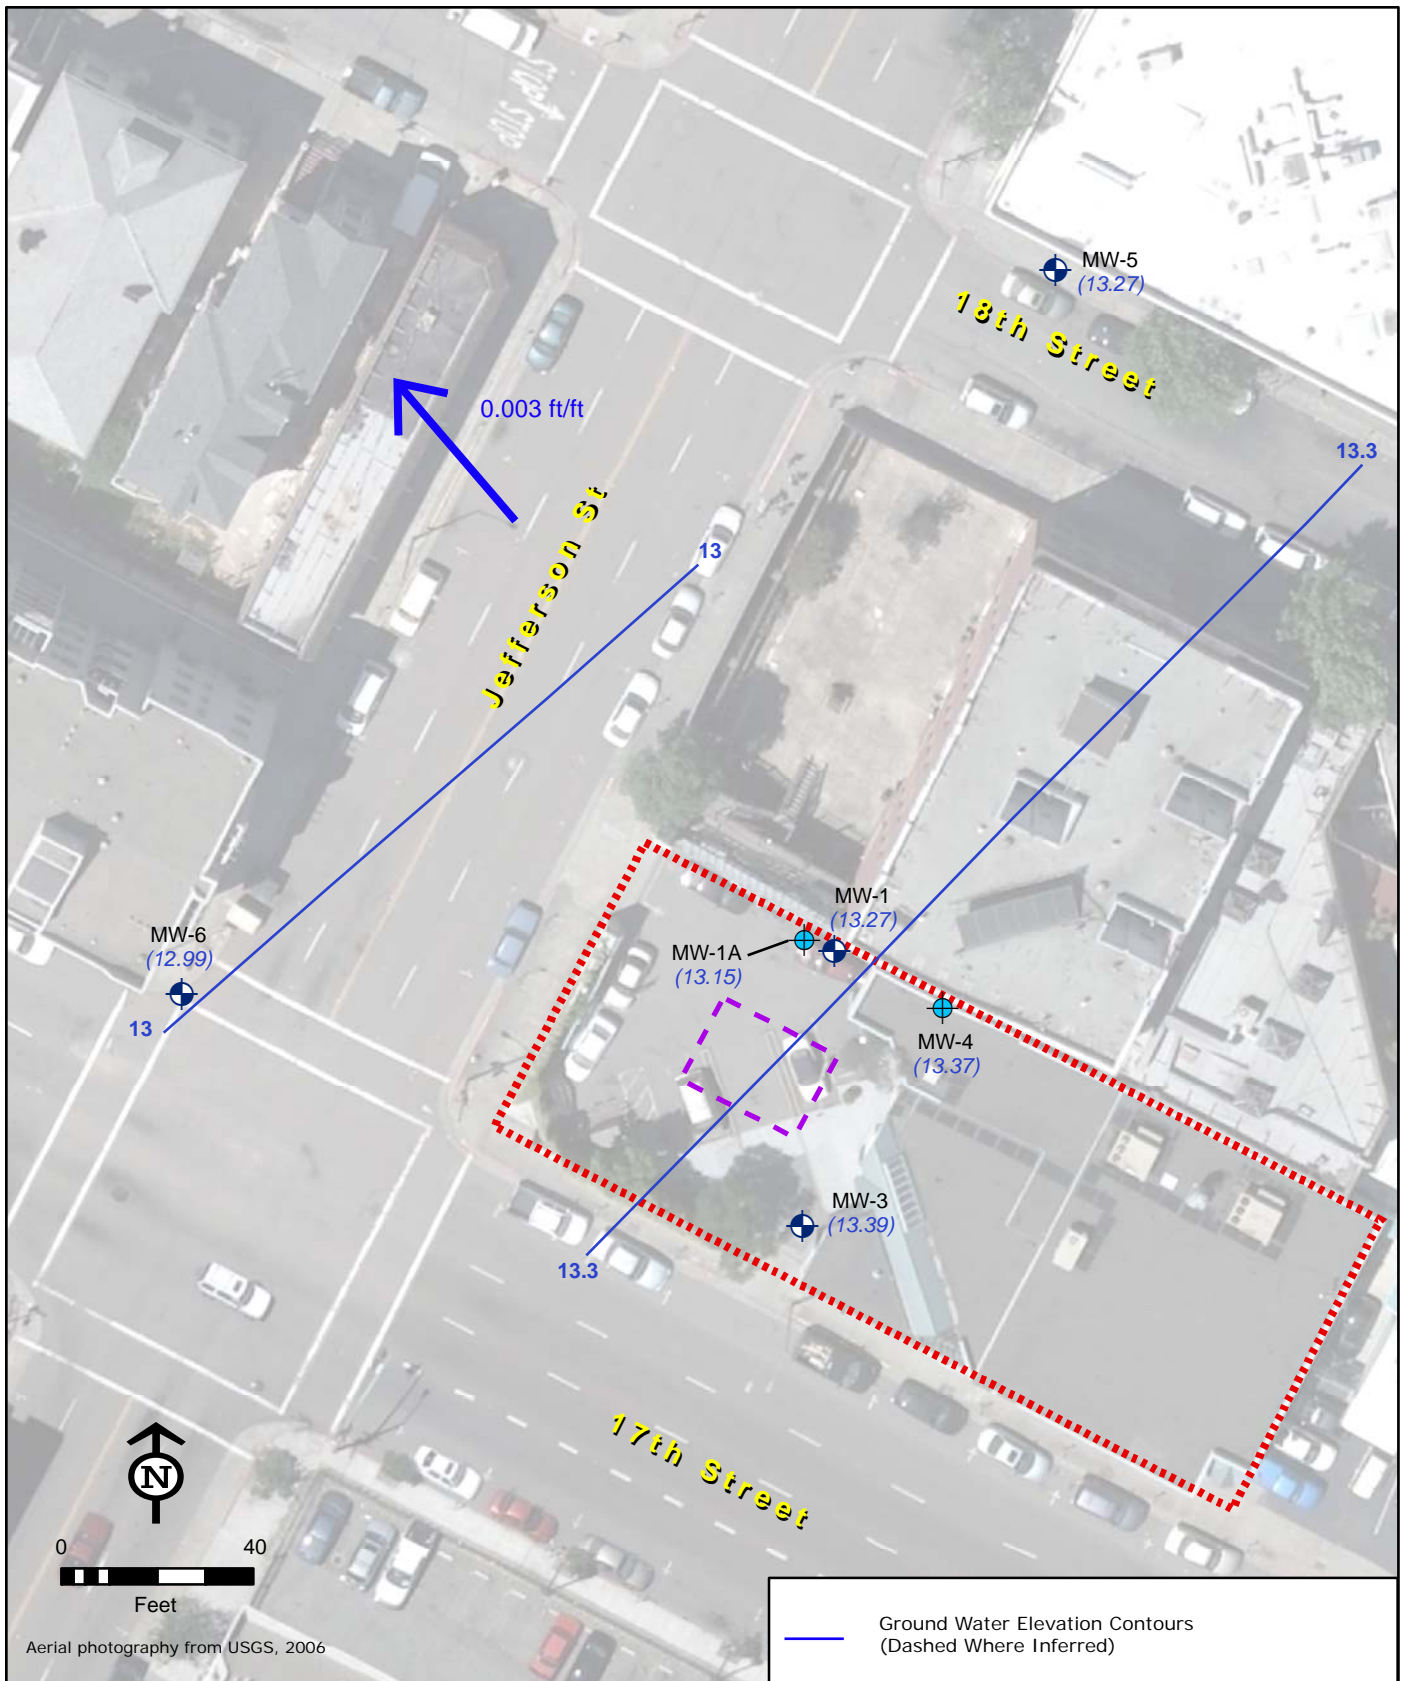 STOP
STOP
MW-5
(13.27)
18th Street
0.003 ft/ft
13.3
13
Jefferson St
MW-1
(13.27)
MW-6
(12.99)
MW-1A
(13.15)
13
MW-4
(13.37)
MW-3
(13.39)
13.3
17th Street
N
0 40
Feet
Aerial photography from USGS, 2006
Ground Water Elevation Contours
(Dashed Where Inferred)